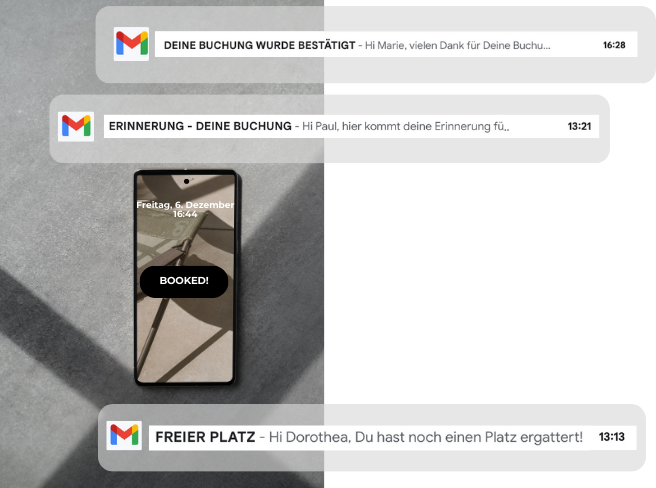 DEINE BUCHUNG WURDE BESTÄTIGT - Hi Marie, vielen Dank für Deine Buchu... 16:28
ERINNERUNG - DEINE BUCHUNG - Hi Paul, hier kommt deine Erinnerung fü.. 13:21
Freitag, 6. Dezember
16:44
BOOKED!
FREIER PLATZ - Hi Dorothea, Du hast noch einen Platz ergattert! 13:13